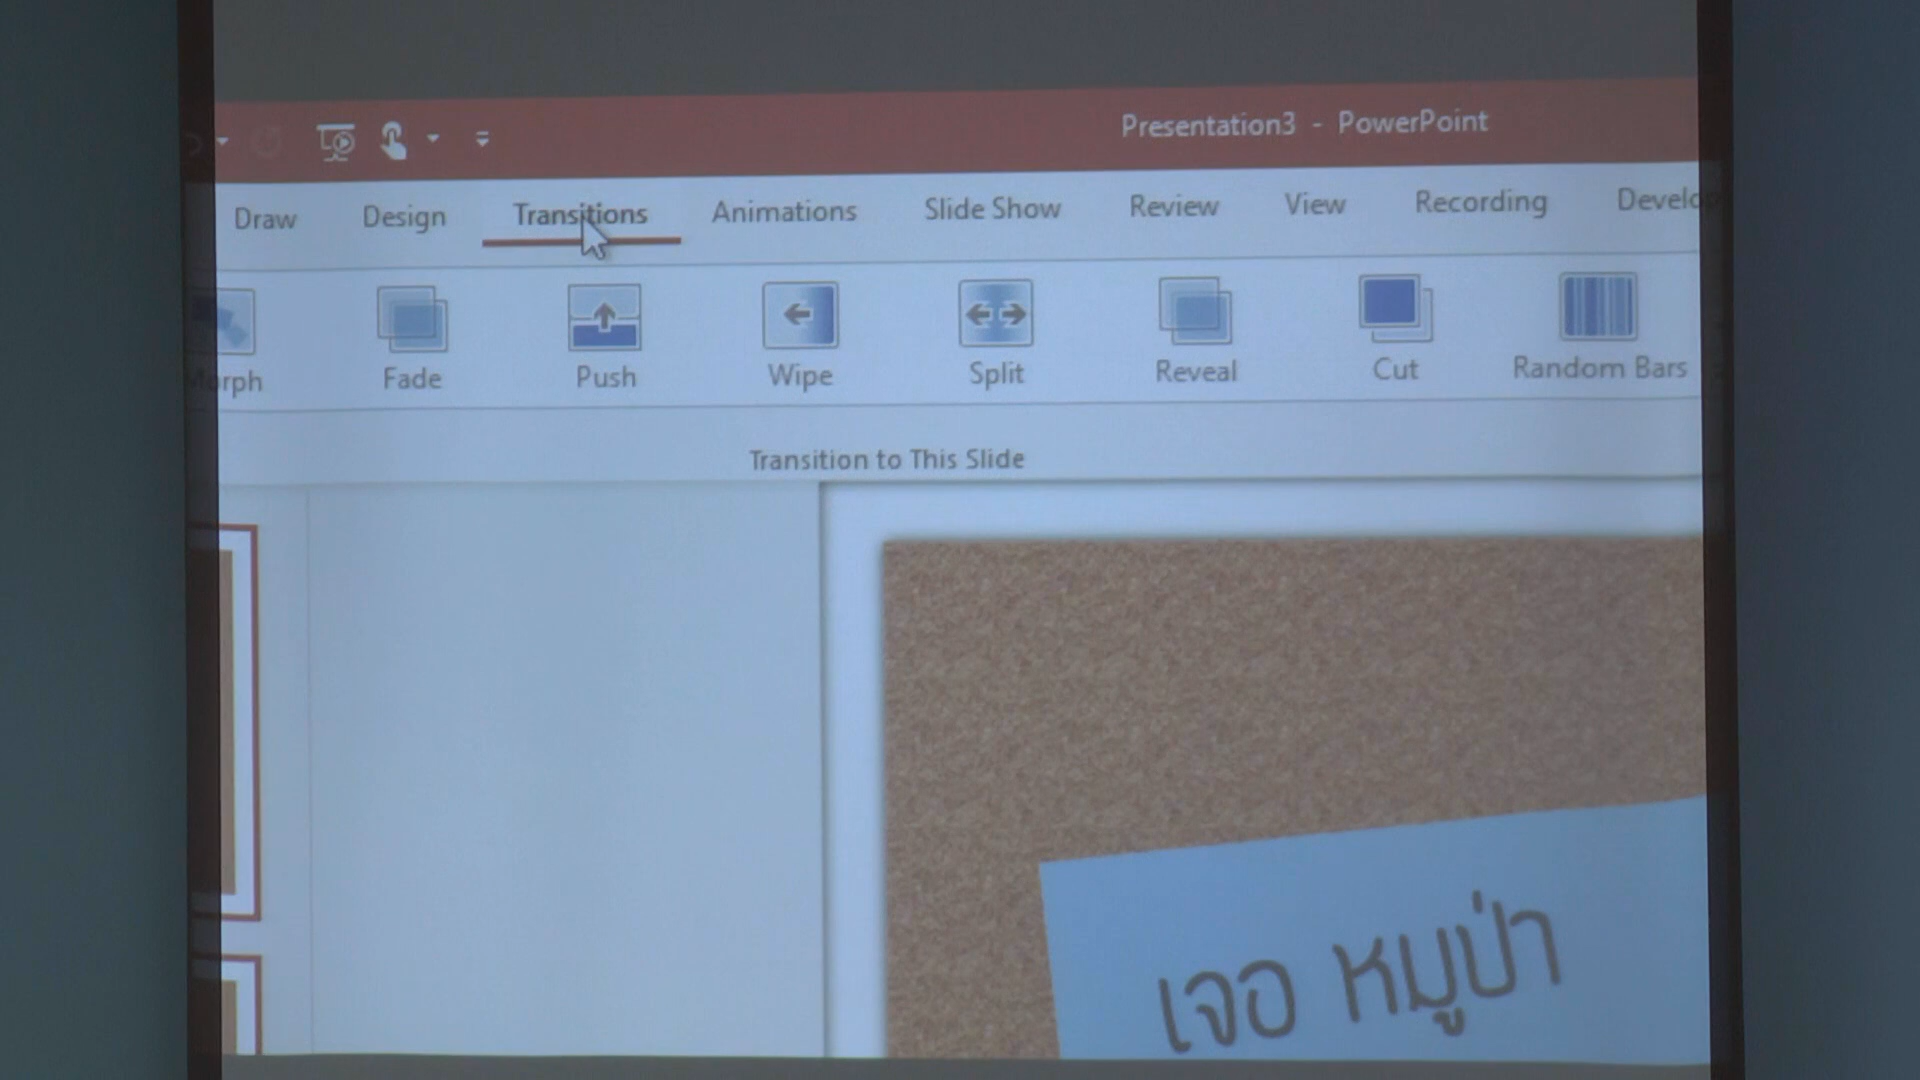 Presentation3 - PowerPoint
Draw Design Transitions Animations Slide Show Review View Recording
Fade Push Wipe Split Reveal Cut Random Bars
Transition to This Slide
เจอ หมูป่า